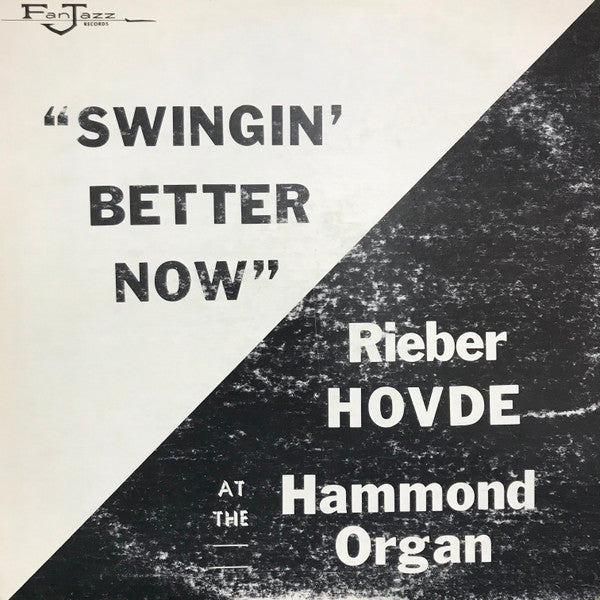 FanJazz
RECORDS
“SWINGIN’
BETTER
NOW”
Rieber
HOVDE
AT
THE
Hammond
Organ